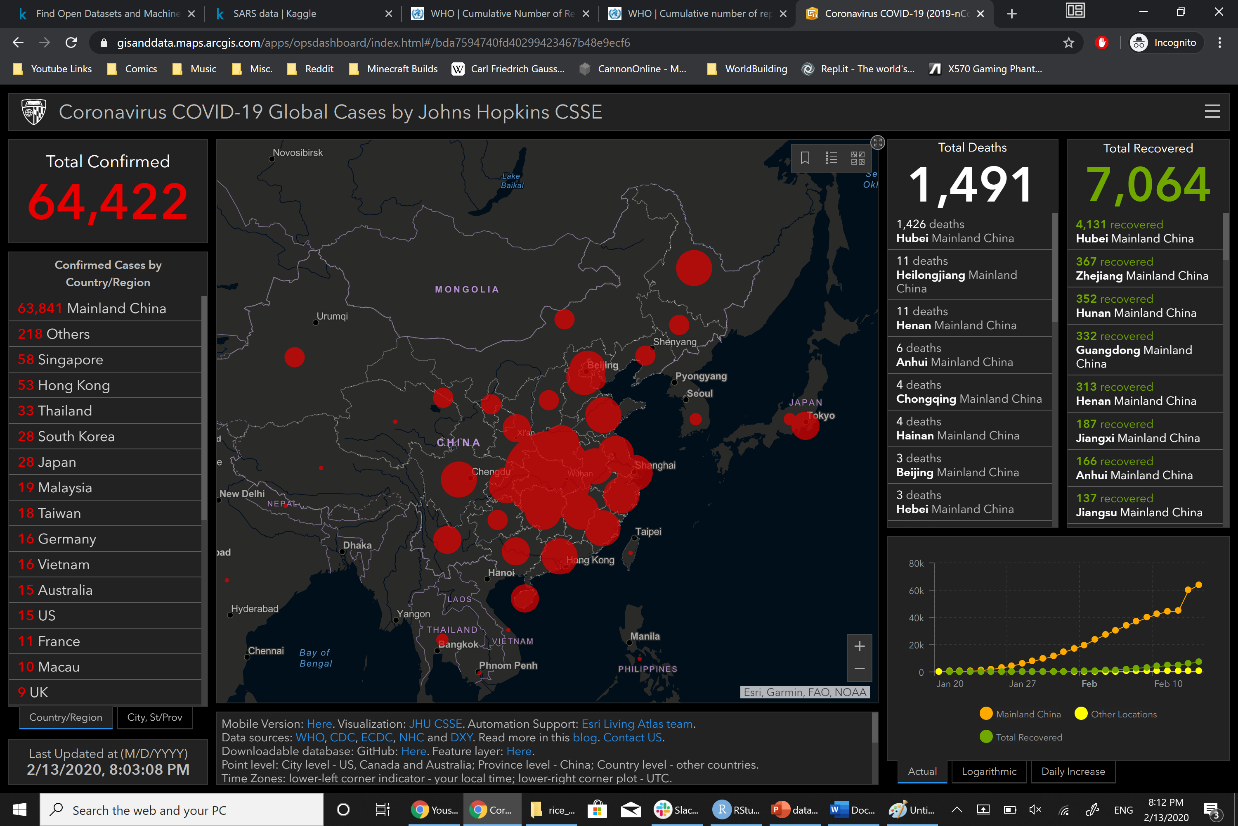 Find Open Datasets and Machine
SARS data | Kaggle
WHO | Cumulative Number of Re
WHO | Cumulative number of rep
Coronavirus COVID-19 (2019-nCo
gisanddata.maps.arcgis.com/apps/opsdashboard/index.html#/bda7594740fd40299423467b48e9ecf6
Incognito
Youtube Links
Comics
Music
Misc.
Reddit
Minecraft Builds
Carl Friedrich Gauss...
CannonOnline - M...
WorldBuilding
Repl.it - The world's...
X570 Gaming Phant...
Coronavirus COVID-19 Global Cases by Johns Hopkins CSSE
Total Confirmed
64,422
Confirmed Cases by
Country/Region
63,841 Mainland China
218 Others
58 Singapore
53 Hong Kong
33 Thailand
28 South Korea
28 Japan
19 Malaysia
18 Taiwan
16 Germany
16 Vietnam
15 Australia
15 US
11 France
10 Macau
9 UK
Country/Region
City, St/Prov
Last Updated at (M/D/YYYY)
2/13/2020, 8:03:08 PM
Novosibirsk
Lake
Baikal
Se
Okl
MONGOLIA
Urumqi
Shenyang
Beijing
Pyongyang
Seoul
JAPAN
Tokyo
CHINA
Xi'an
Chengdu
Wuhan
Shanghai
New Delhi
NEPAL
Dhaka
Taipei
Hong Kong
bad
Hanoi
Hyderabad
LAOS
Yangon
THAILAND
VIETNAM
Manila
Chennai
Bay of
Bengal
Bangkok
Phnom Penh
PHILIPPINES
Esri, Garmin, FAO, NOAA
Mobile Version: Here. Visualization: JHU CSSE. Automation Support: Esri Living Atlas team.
Data sources: WHO, CDC, ECDC, NHC and DXY. Read more in this blog. Contact US.
Downloadable database: GitHub: Here. Feature layer: Here.
Point level: City level - US, Canada and Australia; Province level - China; Country level - other countries.
Time Zones: lower-left corner indicator - your local time; lower-right corner plot - UTC.
Total Deaths
1,491
1,426 deaths
Hubei Mainland China
11 deaths
Heilongjiang Mainland
China
11 deaths
Henan Mainland China
6 deaths
Anhui Mainland China
4 deaths
Chongqing Mainland China
4 deaths
Hainan Mainland China
3 deaths
Beijing Mainland China
3 deaths
Hebei Mainland China
Total Recovered
7,064
4,131 recovered
Hubei Mainland China
367 recovered
Zhejiang Mainland China
352 recovered
Hunan Mainland China
332 recovered
Guangdong Mainland
China
313 recovered
Henan Mainland China
187 recovered
Jiangxi Mainland China
166 recovered
Anhui Mainland China
137 recovered
Jiangsu Mainland China
80k
60k
40k
20k
0
Jan 20
Jan 27
Feb
Feb 10
Mainland China
Other Locations
Total Recovered
Actual
Logarithmic
Daily Increase
Search the web and your PC
Yous...
Cor...
rice_...
Slac...
RStu...
data...
Doc...
Unti...
ENG
8:12 PM
2/13/2020
3